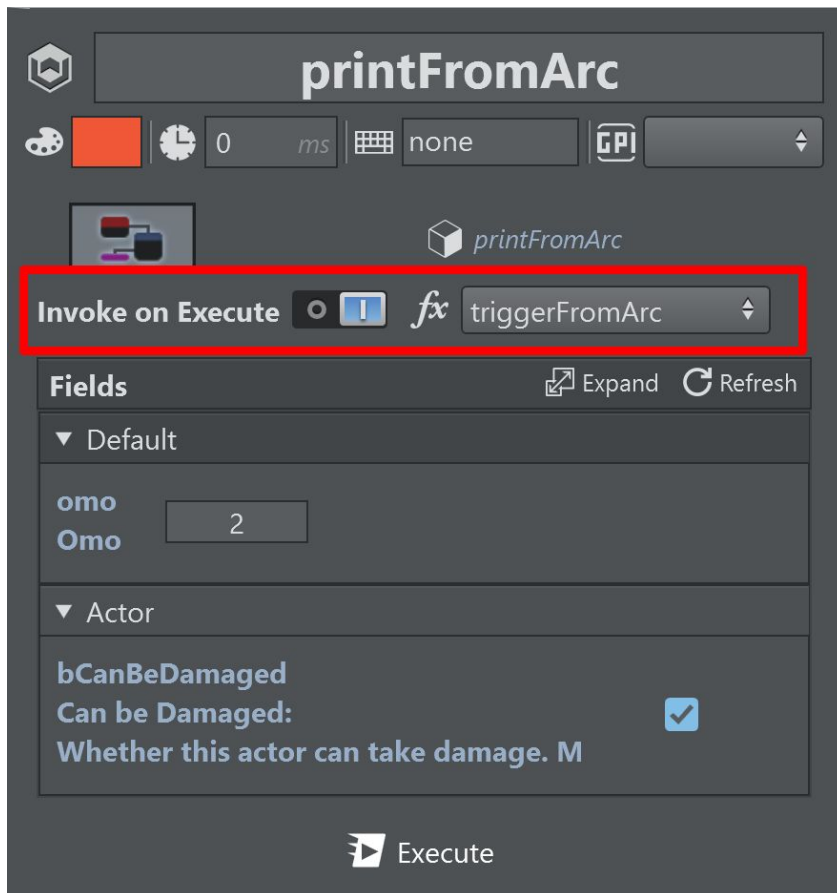 printFromArc
0 ms none GPI
printFromArc
Invoke on Execute fx triggerFromArc
Fields Expand Refresh
Default
omo
Omo
2
Actor
bCanBeDamaged
Can be Damaged:
Whether this actor can take damage. M
Execute